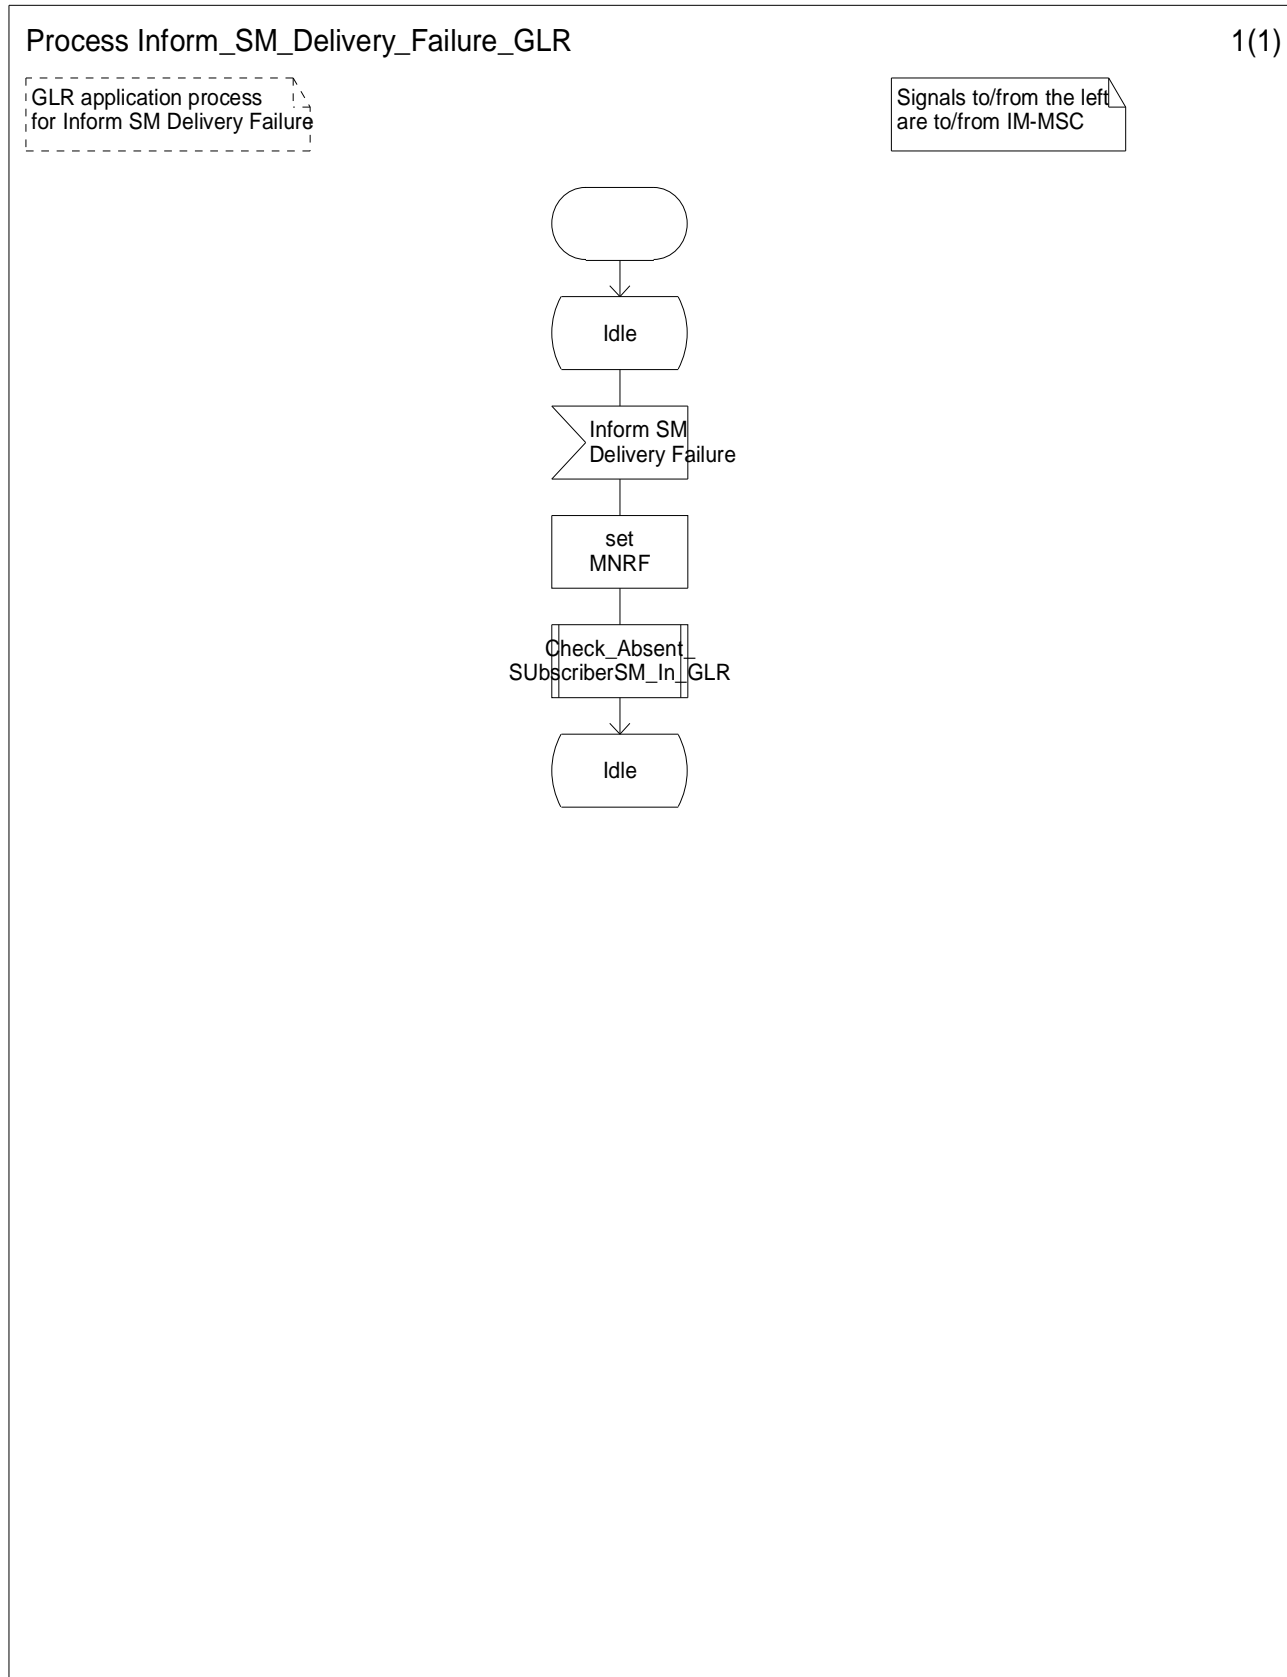 Process Inform_SM_Delivery_Failure_GLR 1(1)
GLR application process
for Inform SM Delivery Failure
Signals to/from the left
are to/from IM-MSC
Idle
Inform SM
Delivery Failure
set
MNRF
Check_Absent_
SUbscriberSM_In_GLR
Idle